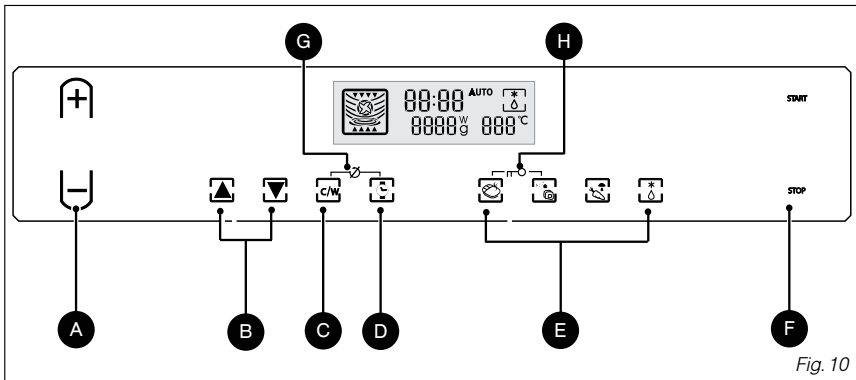 G
H
+
88:88 AUTO
8888 W g 888 °C
START
C/W
STOP
A
B
C
D
E
F
Fig. 10